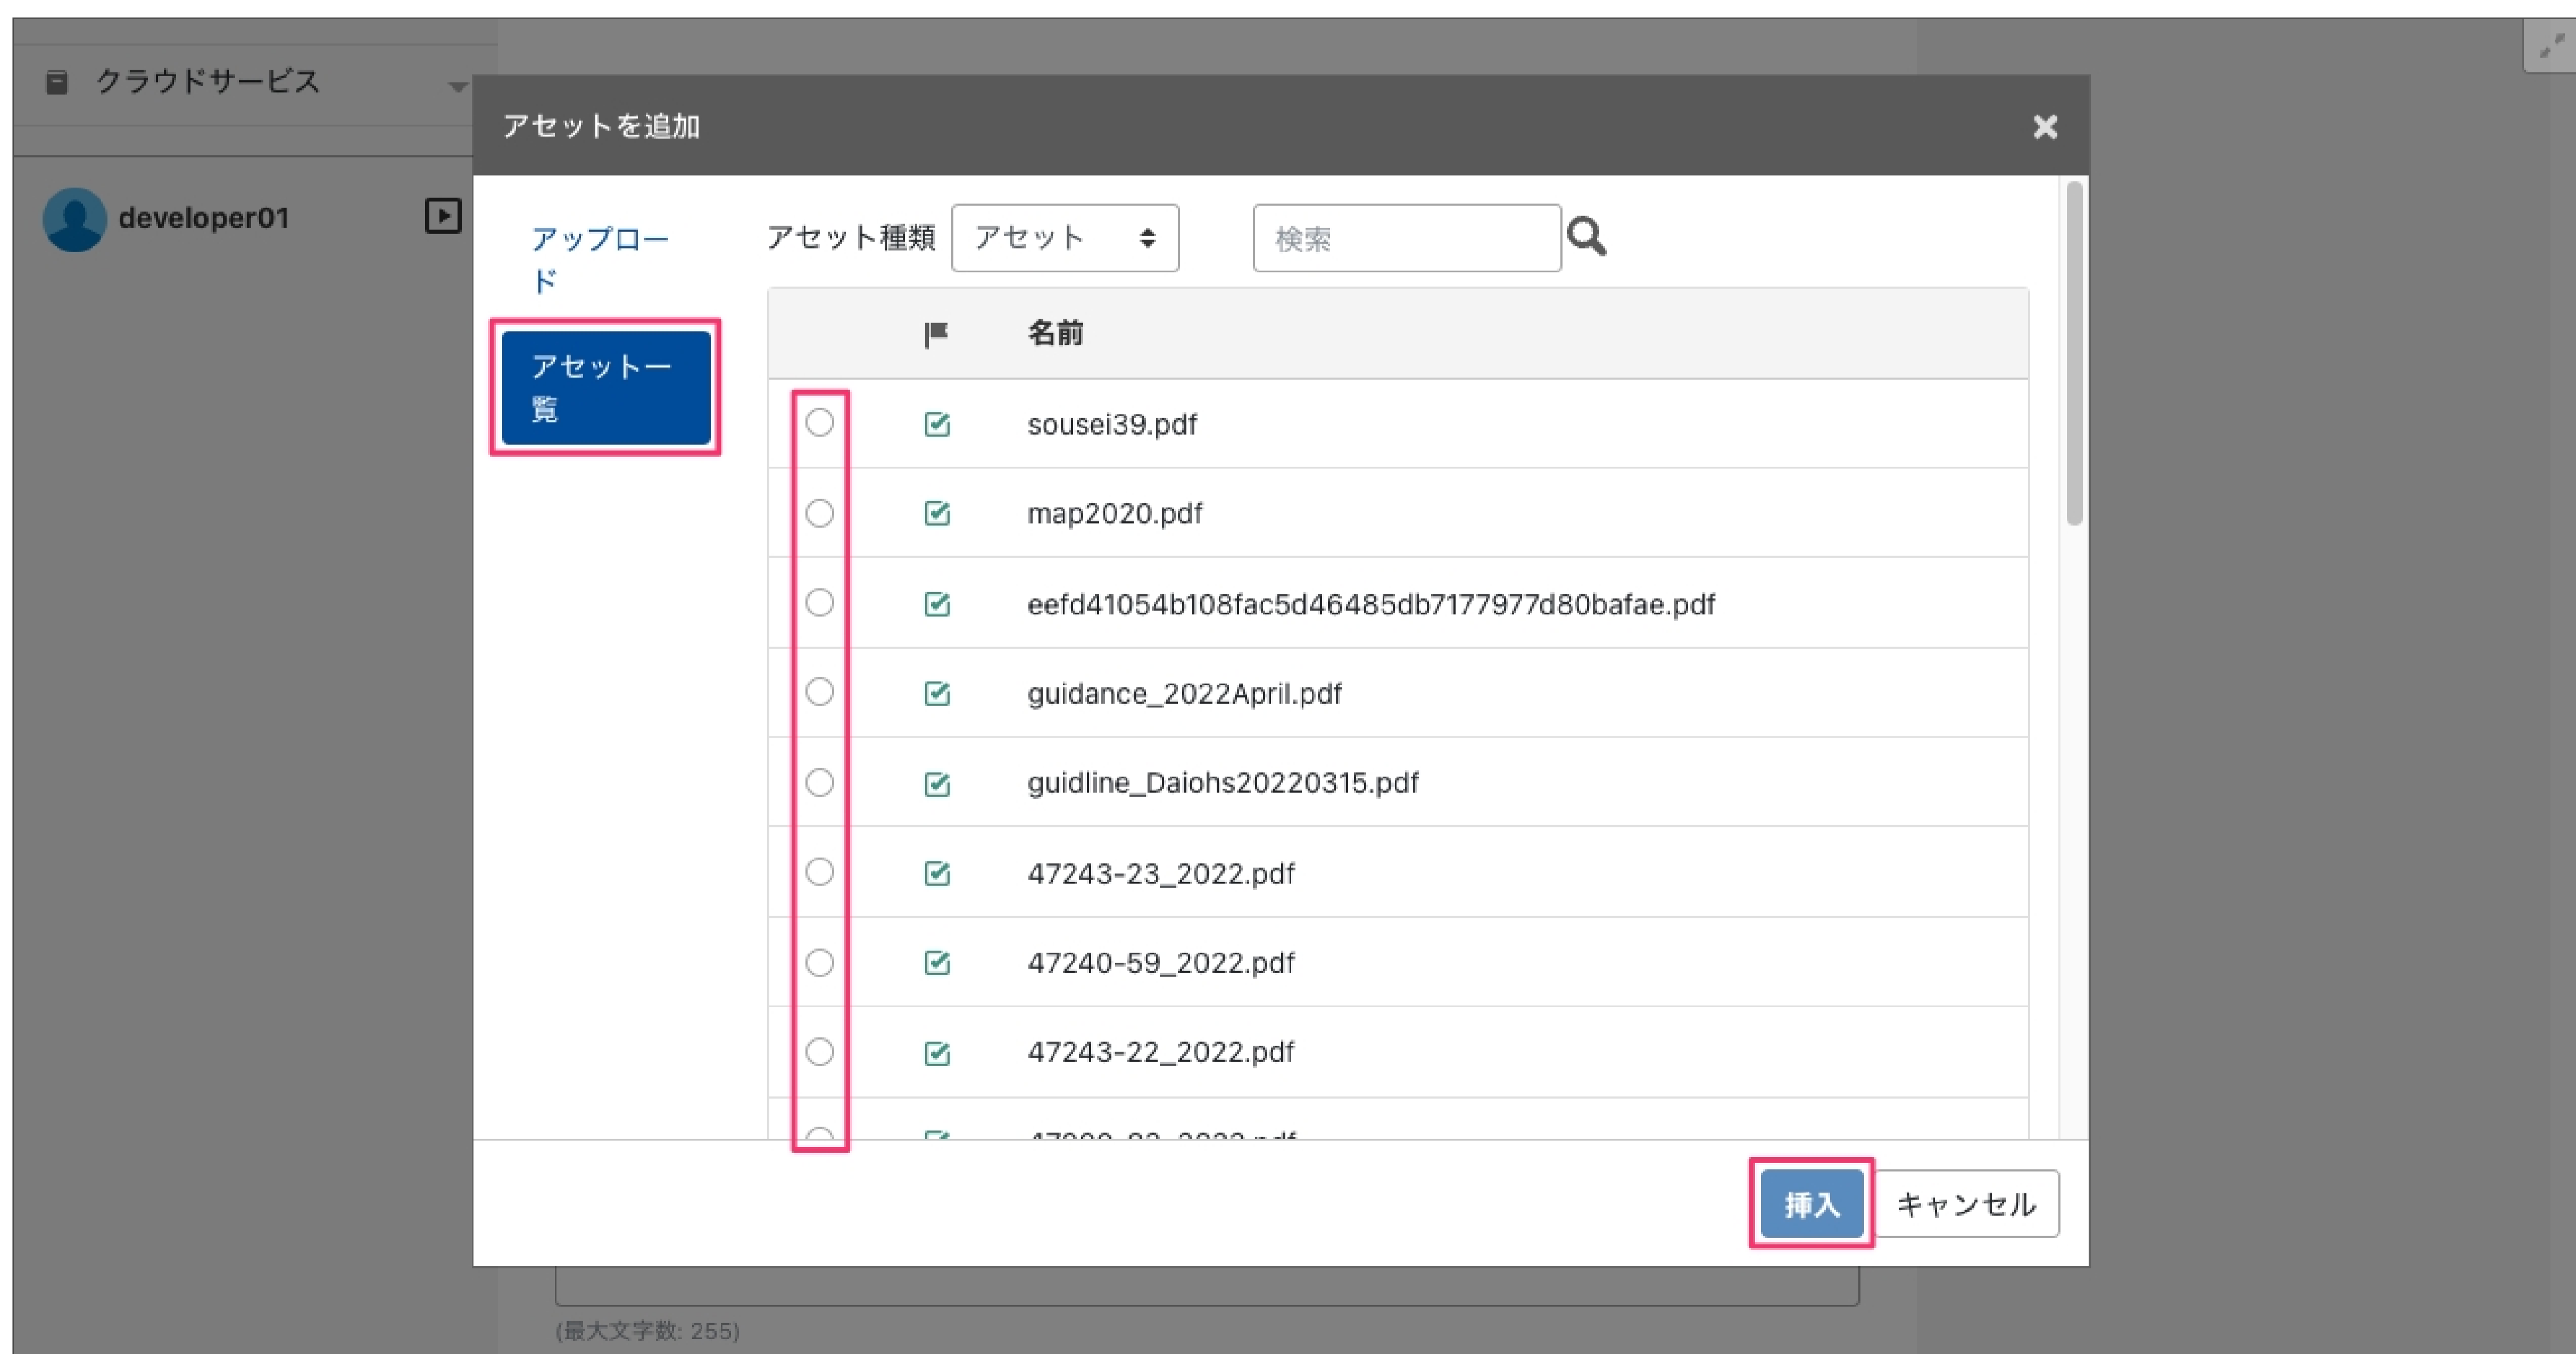 クラウドサービス
アセットを追加
developer01
アップロー
ド
アセット種類 アセット 検索
アセット一
覧
名前
sousei39.pdf
map2020.pdf
eefd41054b108fac5d46485db7177977d80bafae.pdf
guidance_2022April.pdf
guidline_Daiohs20220315.pdf
47243-23_2022.pdf
47240-59_2022.pdf
47243-22_2022.pdf
挿入 キャンセル
(最大文字数: 255)